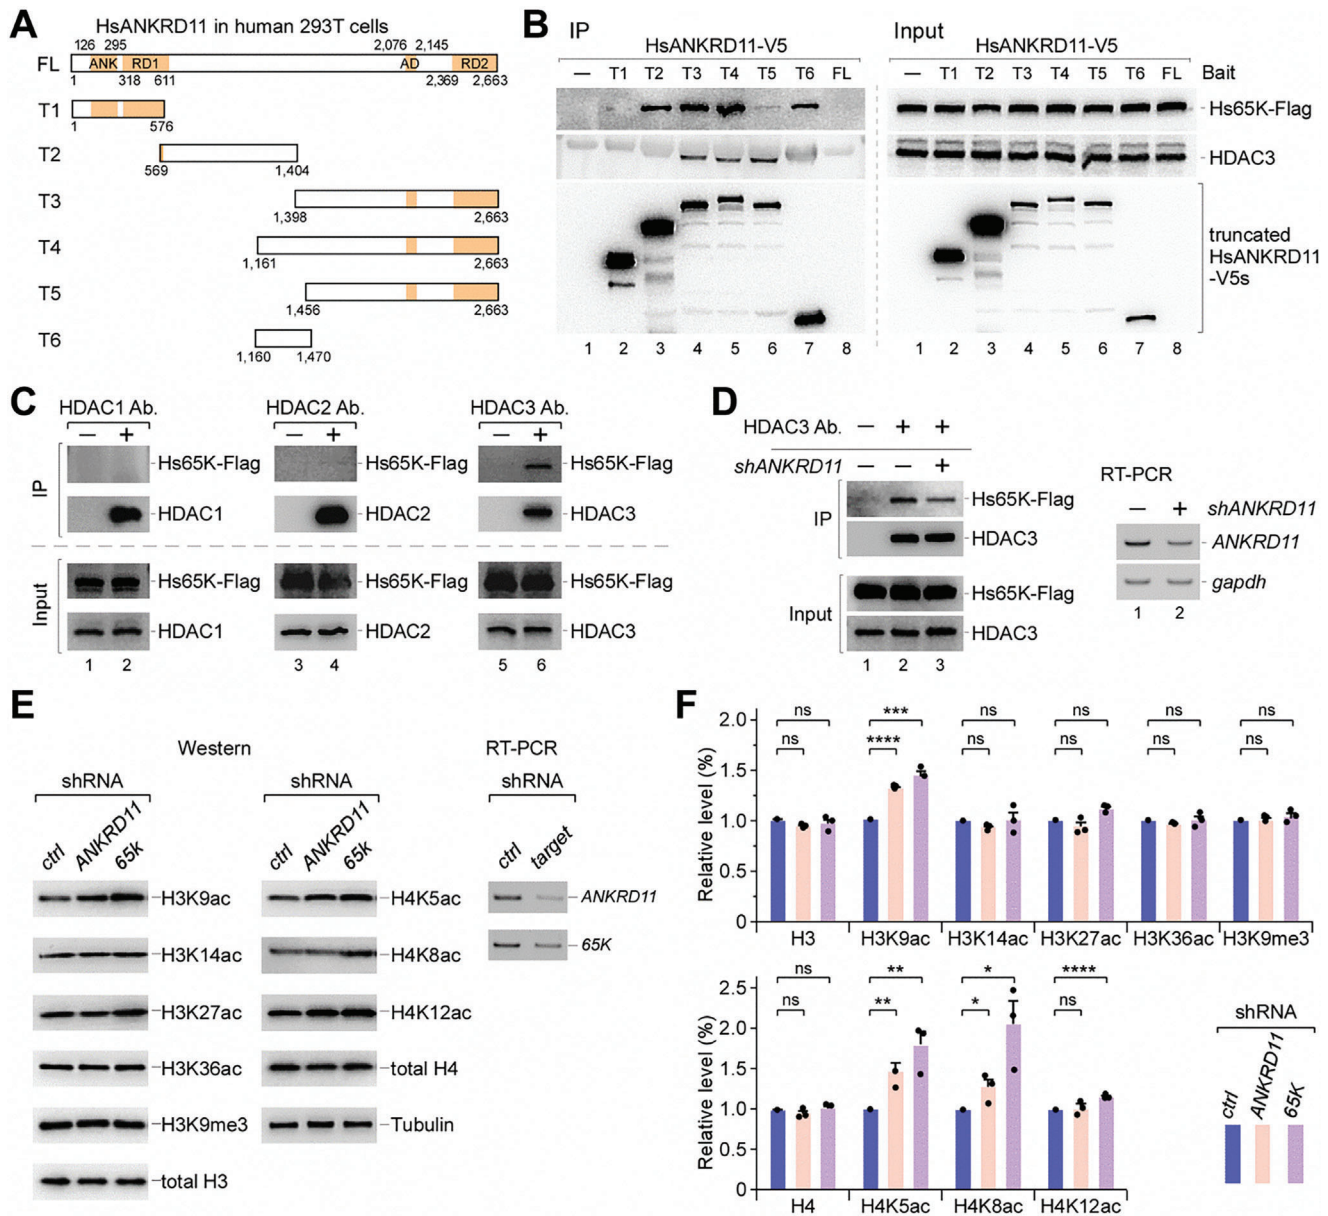 A
HsANKRD11 in human 293T cells
126 295 2,076 2,145
FL ANK RD1 AD RD2
1 318 611 2,369 2,663
T1
1 576
T2
569 1,404
T3
1,398 2,663
T4
1,161 2,663
T5
1,456 2,663
T6
1,160 1,470
B
IP Input
HsANKRD11-V5 HsANKRD11-V5
— T1 T2 T3 T4 T5 T6 FL — T1 T2 T3 T4 T5 T6 FL Bait
Hs65K-Flag
HDAC3
truncated
HsANKRD11
-V5s
1 2 3 4 5 6 7 8 1 2 3 4 5 6 7 8
C
HDAC1 Ab. HDAC2 Ab. HDAC3 Ab.
— + — + — +
IP
Hs65K-Flag Hs65K-Flag Hs65K-Flag
HDAC1 HDAC2 HDAC3
Input
Hs65K-Flag Hs65K-Flag Hs65K-Flag
HDAC1 HDAC2 HDAC3
1 2 3 4 5 6
D
HDAC3 Ab. — + +
shANKRD11 — — +
IP
Hs65K-Flag
HDAC3
Input
Hs65K-Flag
HDAC3
1 2 3
RT-PCR
— + shANKRD11
ANKRD11
gapdh
1 2
E
Western RT-PCR
shRNA shRNA shRNA
ctrl ANKRD11 65K ctrl ANKRD11 65K ctrl target
H3K9ac H4K5ac ANKRD11
H3K14ac H4K8ac 65K
H3K27ac H4K12ac
H3K36ac total H4
H3K9me3 Tubulin
total H3
F
Relative level (%)
2.0
1.5
1.0
0.5
0
ns *** ns ns ns ns
ns **** ns ns ns ns
H3 H3K9ac H3K14ac H3K27ac H3K36ac H3K9me3
Relative level (%)
2.5
2.0
1.5
1.0
0.5
0
ns ** * ****
ns ** * ns
H4 H4K5ac H4K8ac H4K12ac
shRNA
ctrl ANKRD11 65K